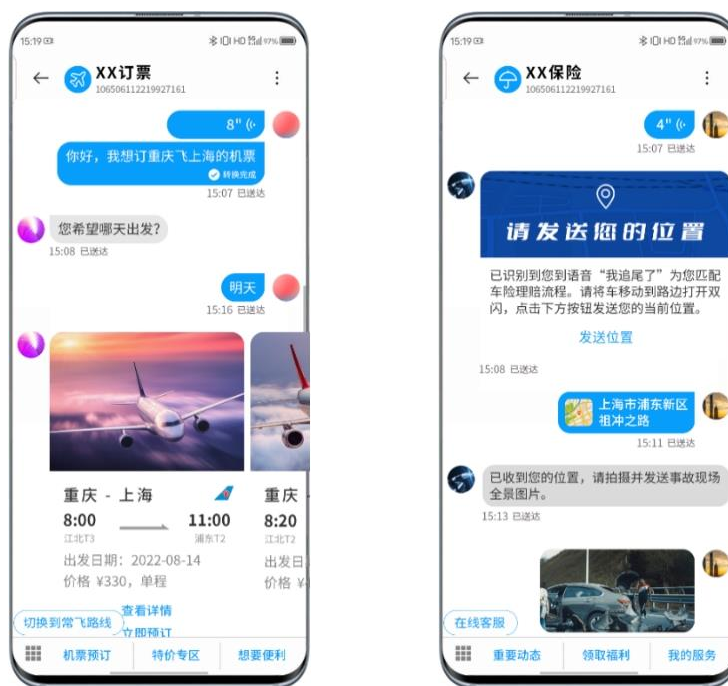 15:19
HD 5G 97%
XX订票
106506112219927161
8"
你好，我想订重庆飞上海的机票
转换完成
15:07 已送达
您希望哪天出发？
15:08 已送达
明天
15:16 已送达
重庆 - 上海
8:00
11:00
江北T3
浦东T2
出发日期：2022-08-14
价格 ¥330，单程
查看详情
立即预订
重庆 -
8:20
江北T2
出发日
价格 ¥
切换到常飞路线
机票预订
特价专区
想要便利
15:19
HD 5G 97%
XX保险
106506112219927161
4"
15:07 已送达
请发送您的位置
已识别到您到语音“我追尾了”为您匹配
车险理赔流程。请将车移动到路边打开双
闪，点击下方按钮发送您的当前位置。
发送位置
15:08 已送达
上海市浦东新区
祖冲之路
15:11 已送达
已收到您的位置，请拍摄并发送事故现场
全景图片。
15:13 已送达
在线客服
重要动态
领取福利
我的服务